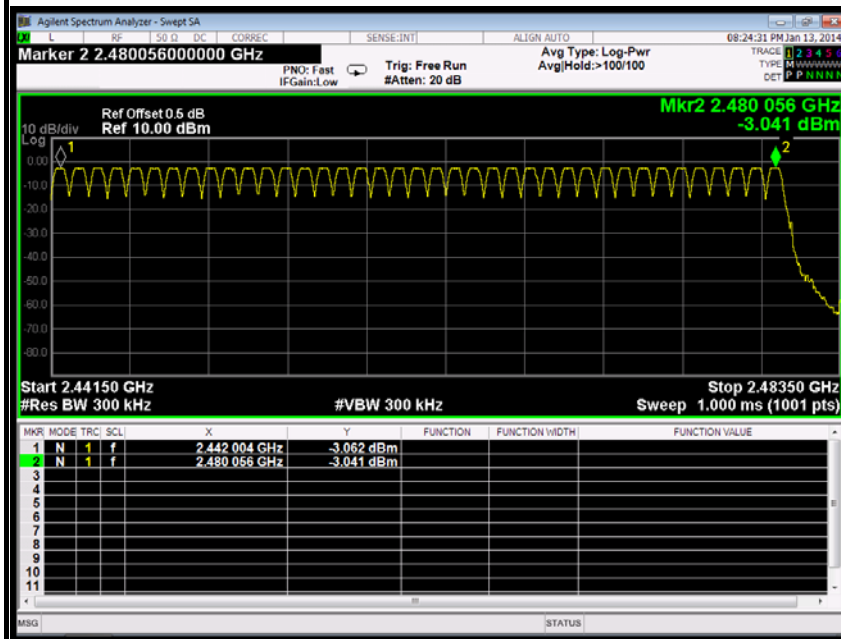 Agilent Spectrum Analyzer - Swept SA
LXI L RF 50 Ω DC CORREC SENSE:INT ALIGN AUTO 08:24:31 PM Jan 13, 2014
Marker 2 2.480056000000 GHz
PNO: Fast
IFGain:Low
Trig: Free Run
#Atten: 20 dB
Avg Type: Log-Pwr
Avg|Hold:>100/100
TRACE 1 2 3 4 5 6
TYPE M WWWWW
DET P P N N N N
Mkr2 2.480 056 GHz
-3.041 dBm
Ref Offset 0.5 dB
10 dB/div Ref 10.00 dBm
Log
1
2
0.00
-10.0
-20.0
-30.0
-40.0
-50.0
-60.0
-70.0
-80.0
Start 2.44150 GHz Stop 2.48350 GHz
#Res BW 300 kHz #VBW 300 kHz Sweep 1.000 ms (1001 pts)
MKR MODE TRC SCL X Y FUNCTION FUNCTION WIDTH FUNCTION VALUE
1 N 1 f 2.442 004 GHz -3.062 dBm
2 N 1 f 2.480 056 GHz -3.041 dBm
3
4
5
6
7
8
9
10
11
MSG STATUS